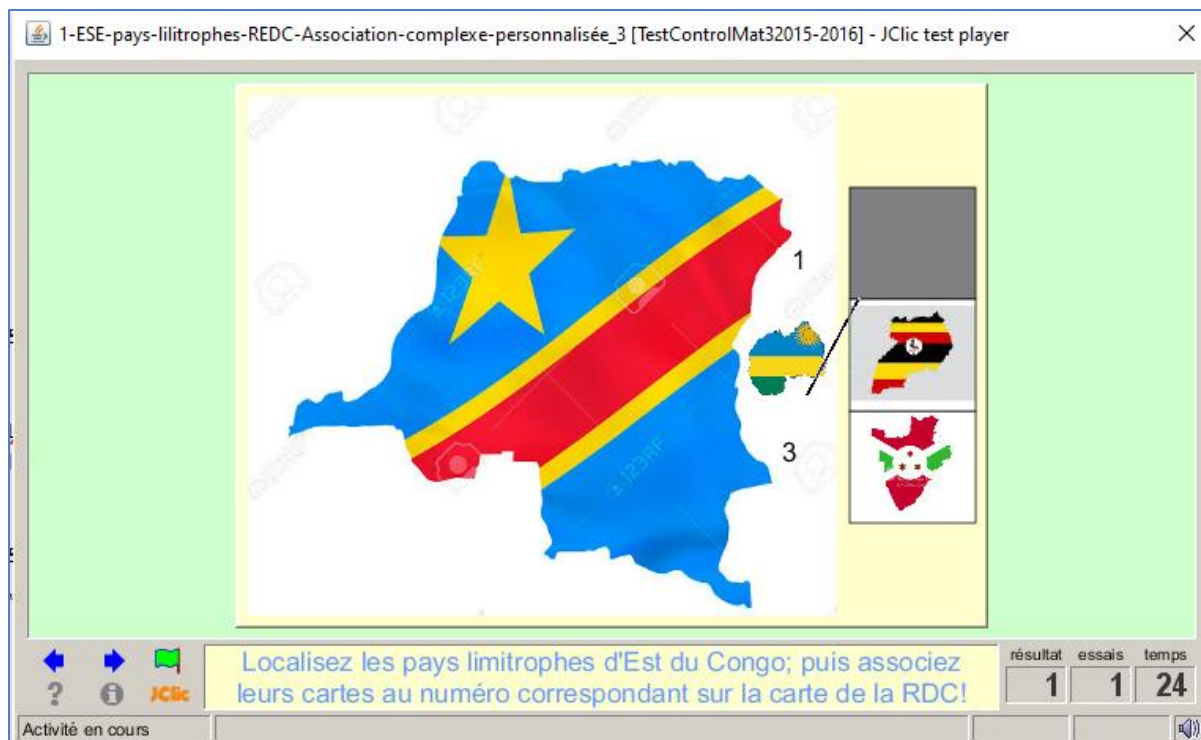 1-ESE-pays-lilitrophes-REDC-Association-complexe-personnalisée_3 [TestControlMat32015-2016] - JClic test player
123RF
1
3
123RF
Localisez les pays limitrophes d'Est du Congo; puis associez
leurs cartes au numéro correspondant sur la carte de la RDC!
résultat essais temps
1 1 24
JClic
Activité en cours